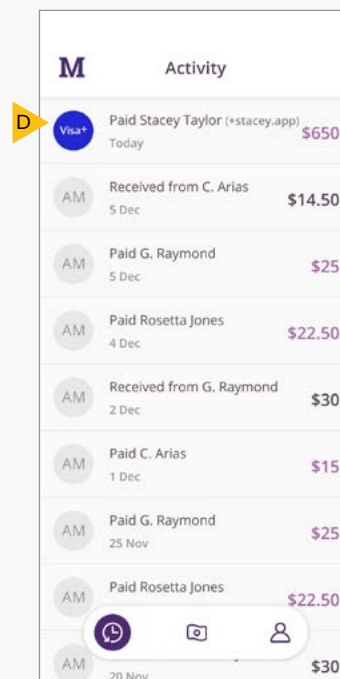 M Activity
D
Visa+ Paid Stacey Taylor (+stacey.app) $650
Today
AM Received from C. Arias $14.50
5 Dec
AM Paid G. Raymond $25
5 Dec
AM Paid Rosetta Jones $22.50
4 Dec
AM Received from G. Raymond $30
2 Dec
AM Paid C. Arias $15
1 Dec
AM Paid G. Raymond $25
25 Nov
AM Paid Rosetta Jones $22.50
AM $30
20 Nov